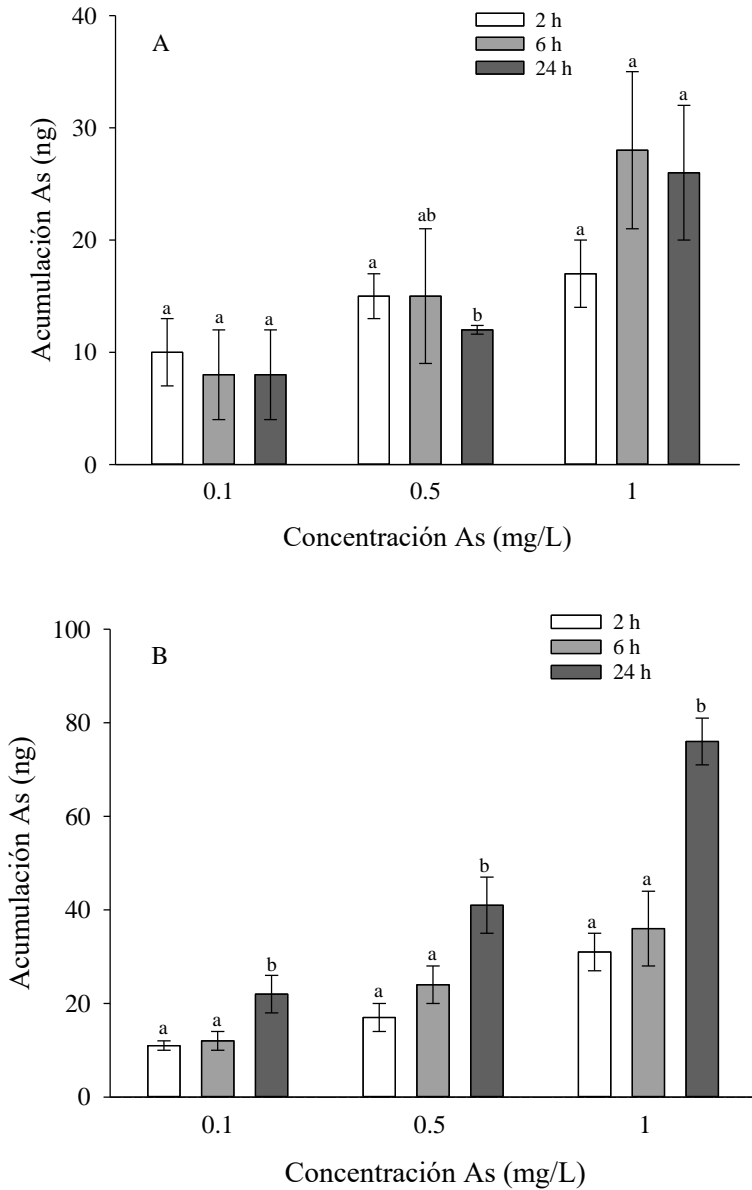 A
2 h
6 h
24 h
40
30
20
10
0
Acumulación As (ng)
a
a
a
a
ab
b
a
a
a
0.1
0.5
1
Concentración As (mg/L)
B
2 h
6 h
24 h
100
80
60
40
20
0
Acumulación As (ng)
a
a
b
a
a
b
a
a
b
0.1
0.5
1
Concentración As (mg/L)